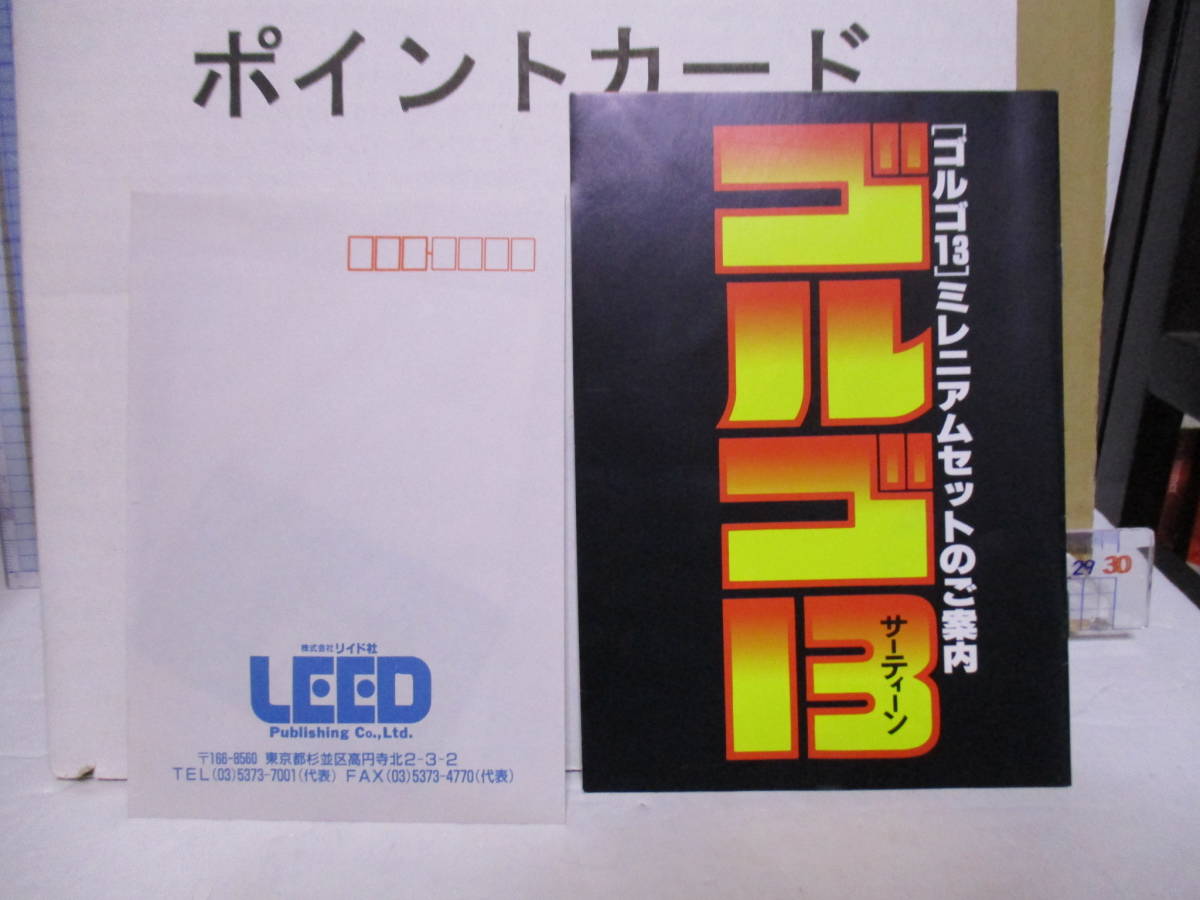 ポイントカード
株式会社 リイド社
LEED
Publishing Co.,Ltd.
〒166-8560 東京都杉並区高円寺北2-3-2
TEL(03)5373-7001(代表) FAX(03)5373-4770(代表)
[ゴルゴ13]ミレニアムセットのご案内
ゴルゴ13
サーティーン
29 30